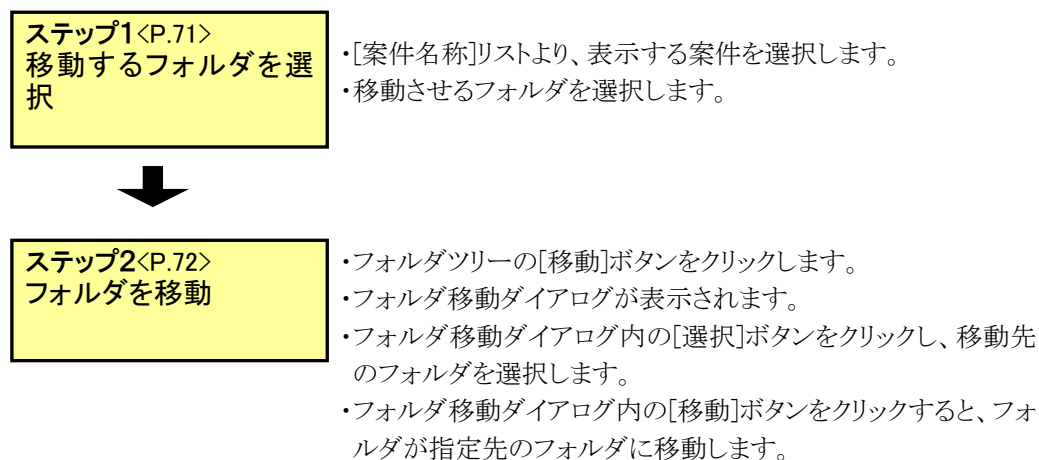 ステップ1<P.71>
移動するフォルダを選
択
・[案件名称]リストより、表示する案件を選択します。
・移動させるフォルダを選択します。
ステップ2<P.72>
フォルダを移動
・フォルダツリーの[移動]ボタンをクリックします。
・フォルダ移動ダイアログが表示されます。
・フォルダ移動ダイアログ内の[選択]ボタンをクリックし、移動先
のフォルダを選択します。
・フォルダ移動ダイアログ内の[移動]ボタンをクリックすると、フォ
ルダが指定先のフォルダに移動します。